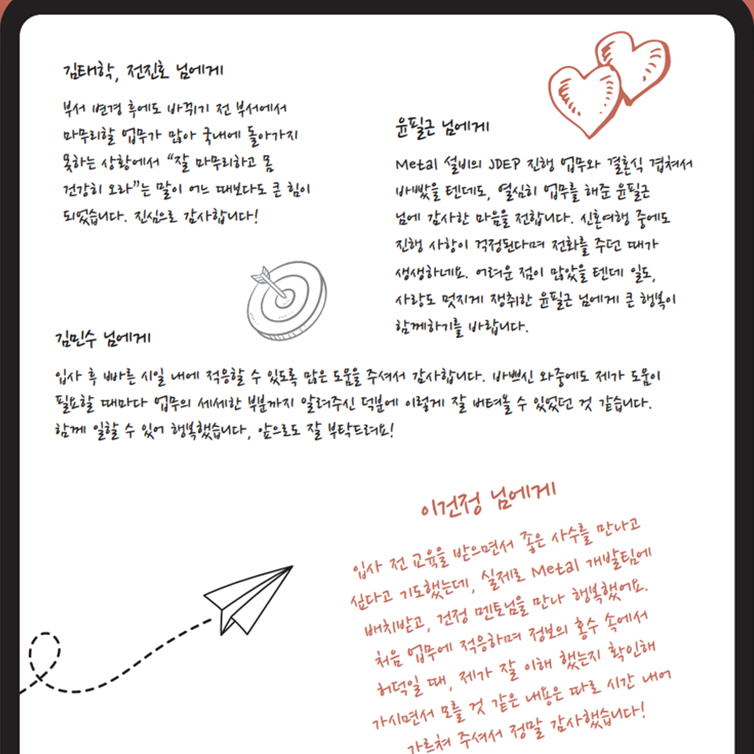 김태학, 전진호 님에게
부서 변경 후에도 바뀌기 전 부서에서
마무리할 업무가 많아 국내에 돌아가지
못하는 상황에서 “잘 마무리하고 몸
건강히 오라”는 말이 어느 때보다도 큰 힘이
되었습니다. 진심으로 감사합니다!
윤필근 님에게
Metal 설비의 JDEP 진행 업무와 결혼식 겹쳐서
바빴을 텐데도, 열심히 업무를 해준 윤필근
님에 감사한 마음을 전합니다. 신혼여행 중에도
진행 사항이 걱정된다며 전화를 주던 때가
생생하네요. 어려운 점이 많았을 텐데 일도,
사랑도 멋지게 쟁취한 윤필근 님에게 큰 행복이
함께하기를 바랍니다.
김민수 님에게
입사 후 빠른 시일 내에 적응할 수 있도록 많은 도움을 주셔서 감사합니다. 바쁘신 와중에도 제가 도움이
필요할 때마다 업무의 세세한 부분까지 알려주신 덕분에 이렇게 잘 버텨올 수 있었던 것 같습니다.
함께 일할 수 있어 행복했습니다, 앞으로도 잘 부탁드려요!
이건정 님에게
입사 전 교육을 받으면서 좋은 사수를 만나고
싶다고 기도했는데, 실제로 Metal 개발팀에
배치받고, 건정 멘토님을 만나 행복했어요.
처음 업무에 적응하며 정보의 홍수 속에서
허덕일 때, 제가 잘 이해 했는지 확인해
가시면서 모를 것 같은 내용은 따로 시간 내어
가르쳐 주셔서 정말 감사했습니다!